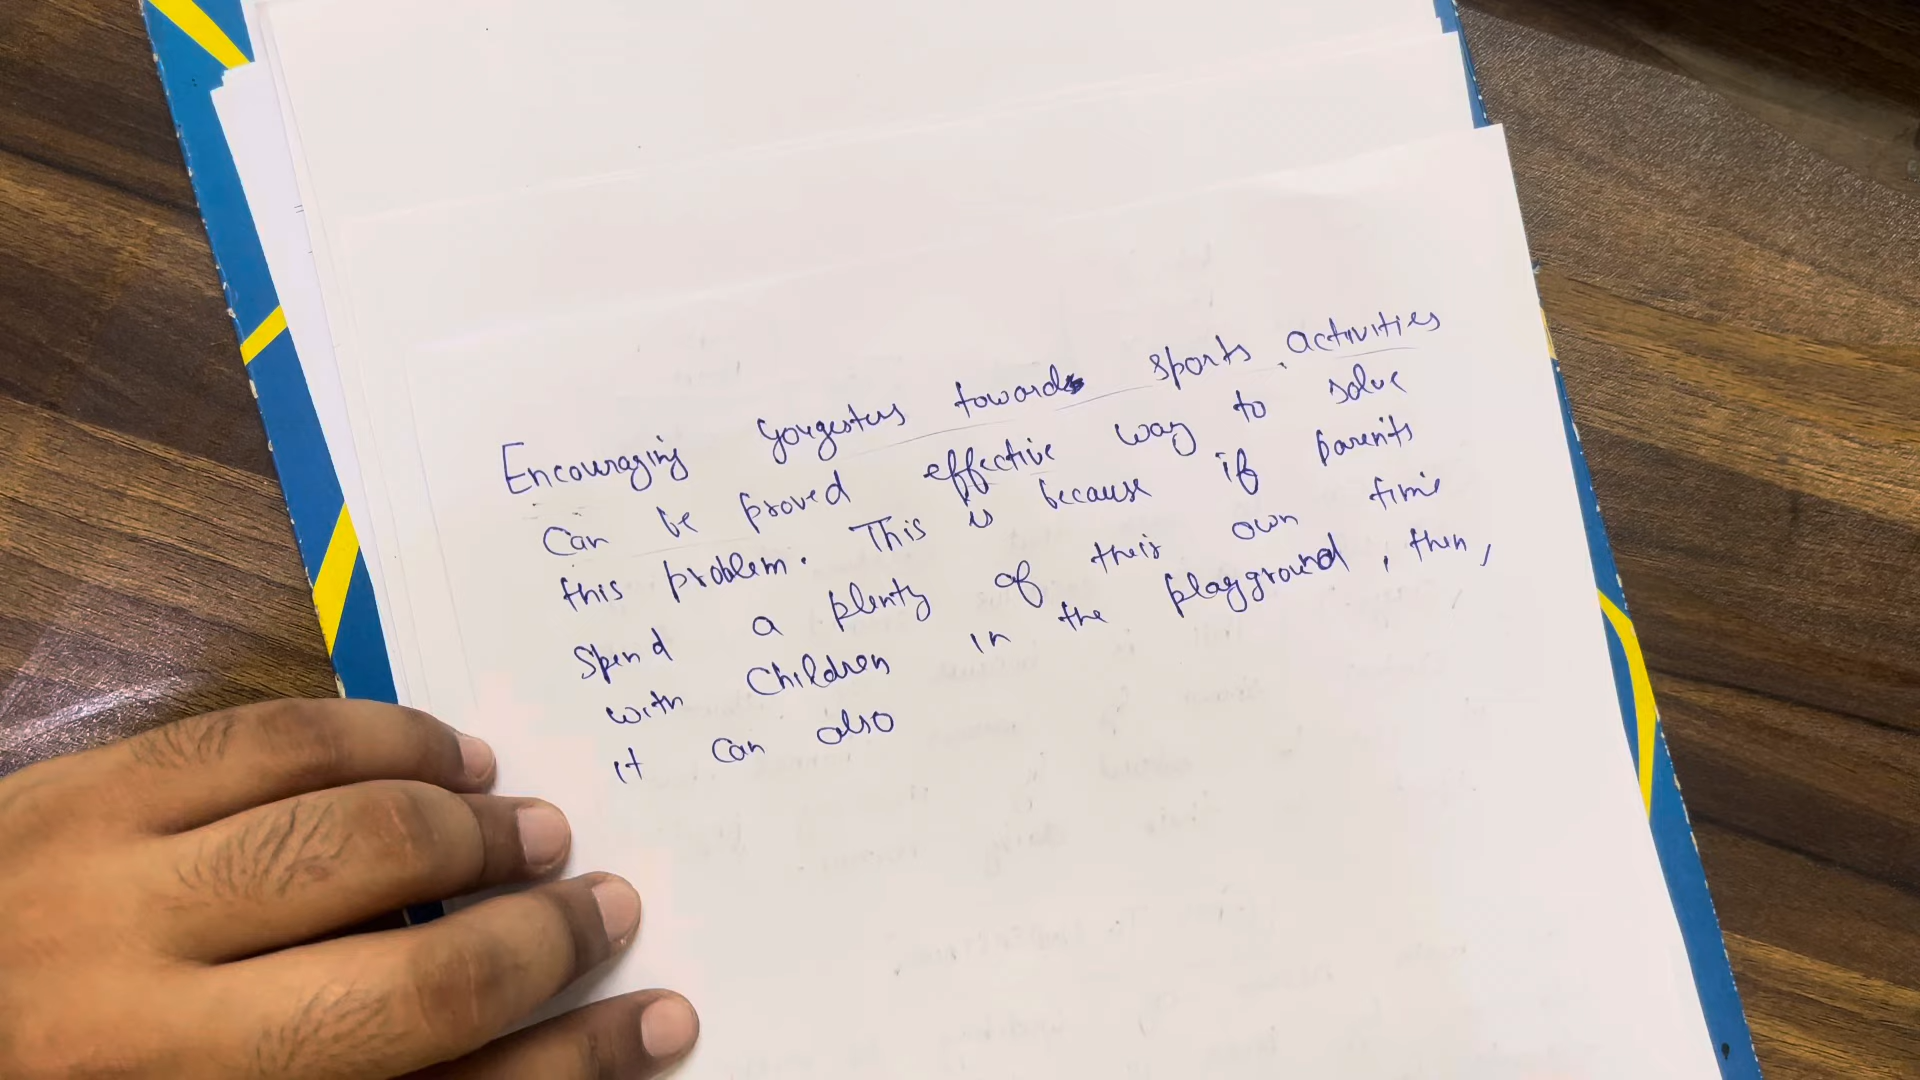 Encouraging yougesters towards sports activities
Can be proved effective way to solve
this problem. This is because if parents
Spend a plenty of their own time
with Children in the playground, then,
it can also